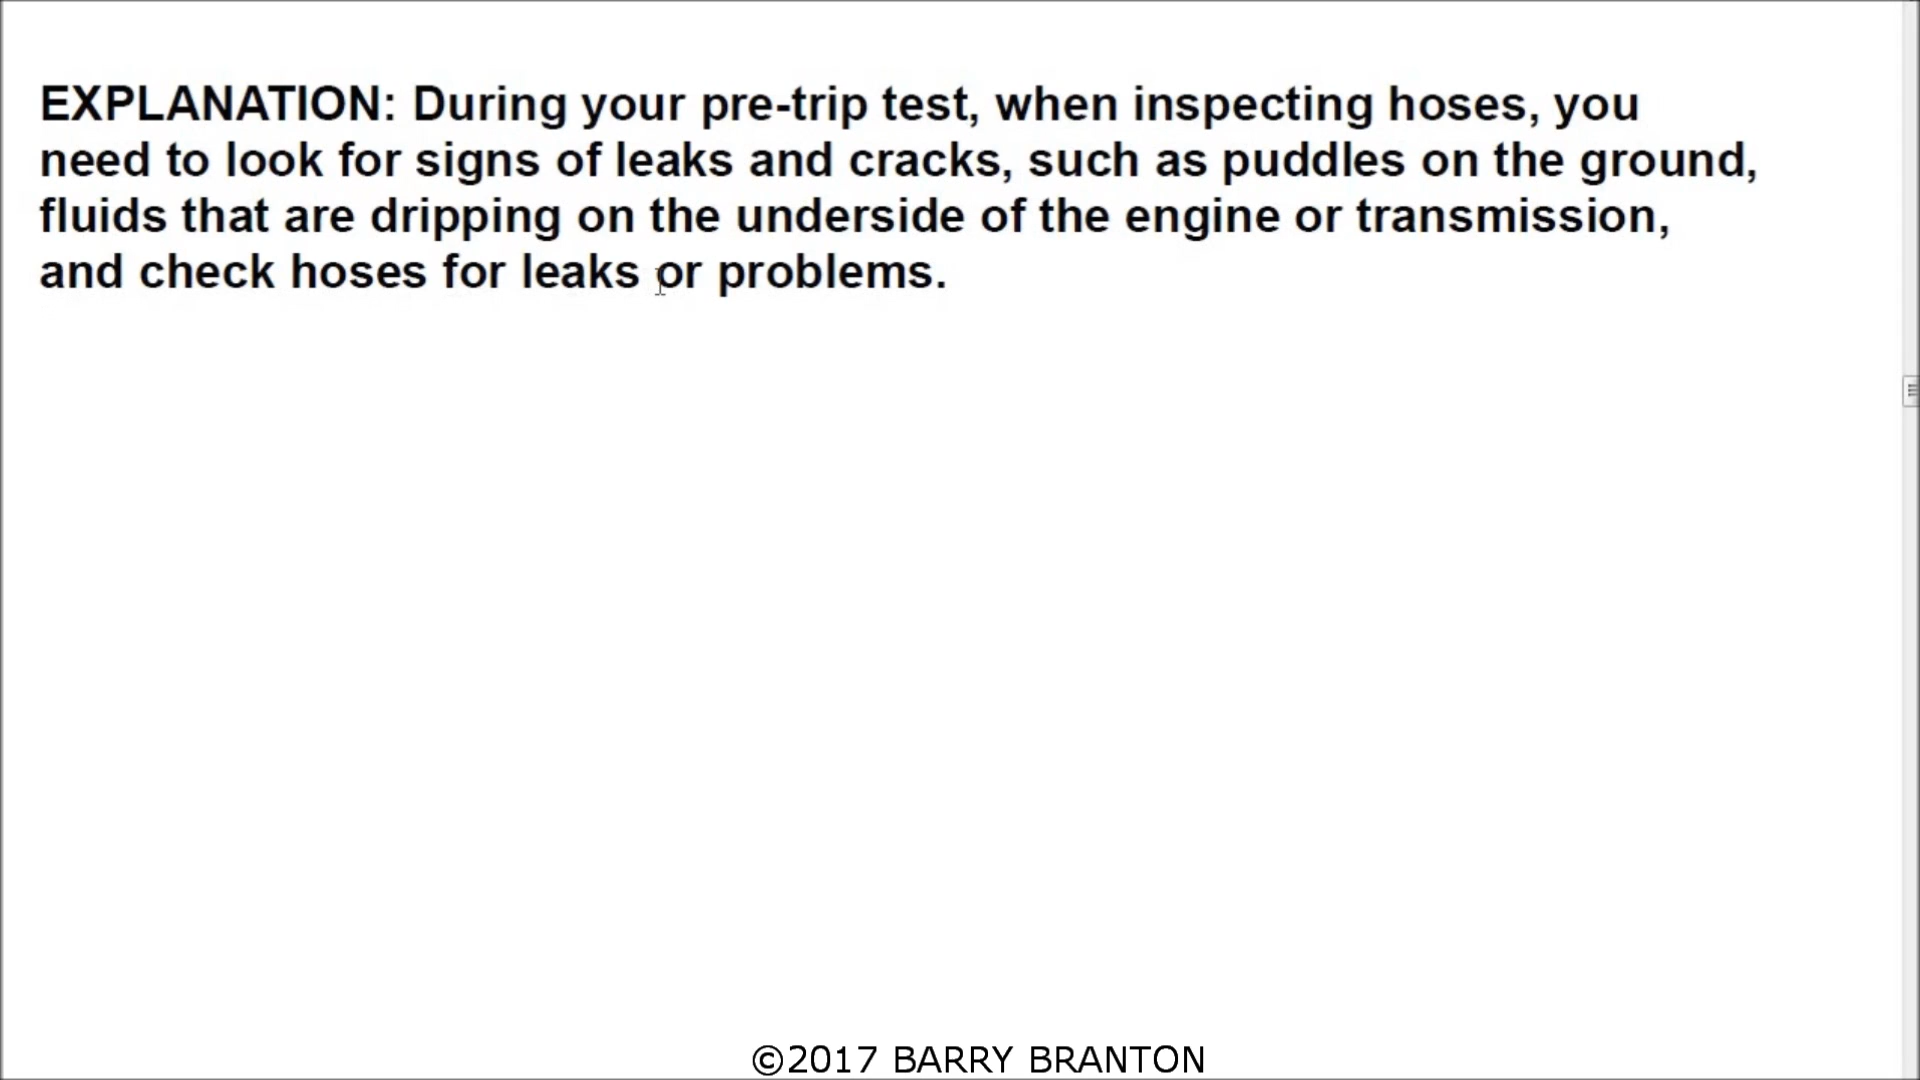 EXPLANATION: During your pre-trip test, when inspecting hoses, you
need to look for signs of leaks and cracks, such as puddles on the ground,
fluids that are dripping on the underside of the engine or transmission,
and check hoses for leaks or problems.
©2017 BARRY BRANTON